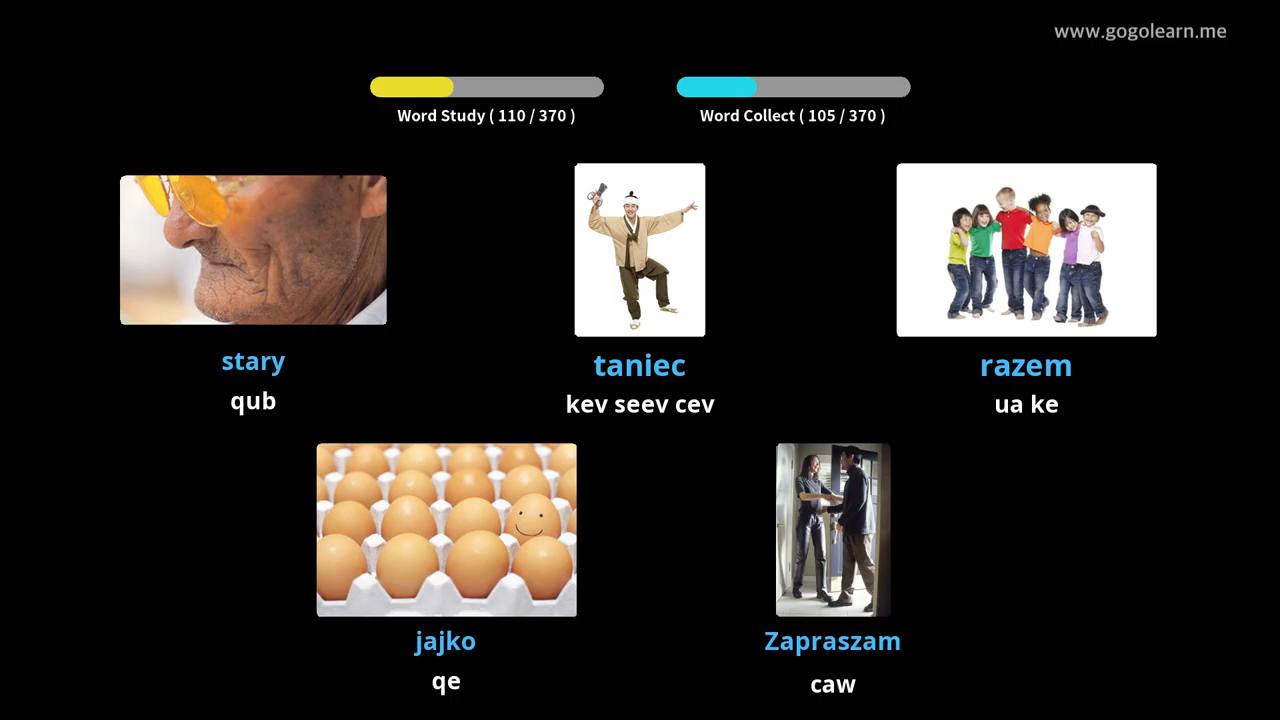 www.gogolearn.me
Word Study ( 110 / 370 )
Word Collect ( 105 / 370 )
stary
qub
taniec
kev seev cev
razem
ua ke
jajko
qe
Zapraszam
caw